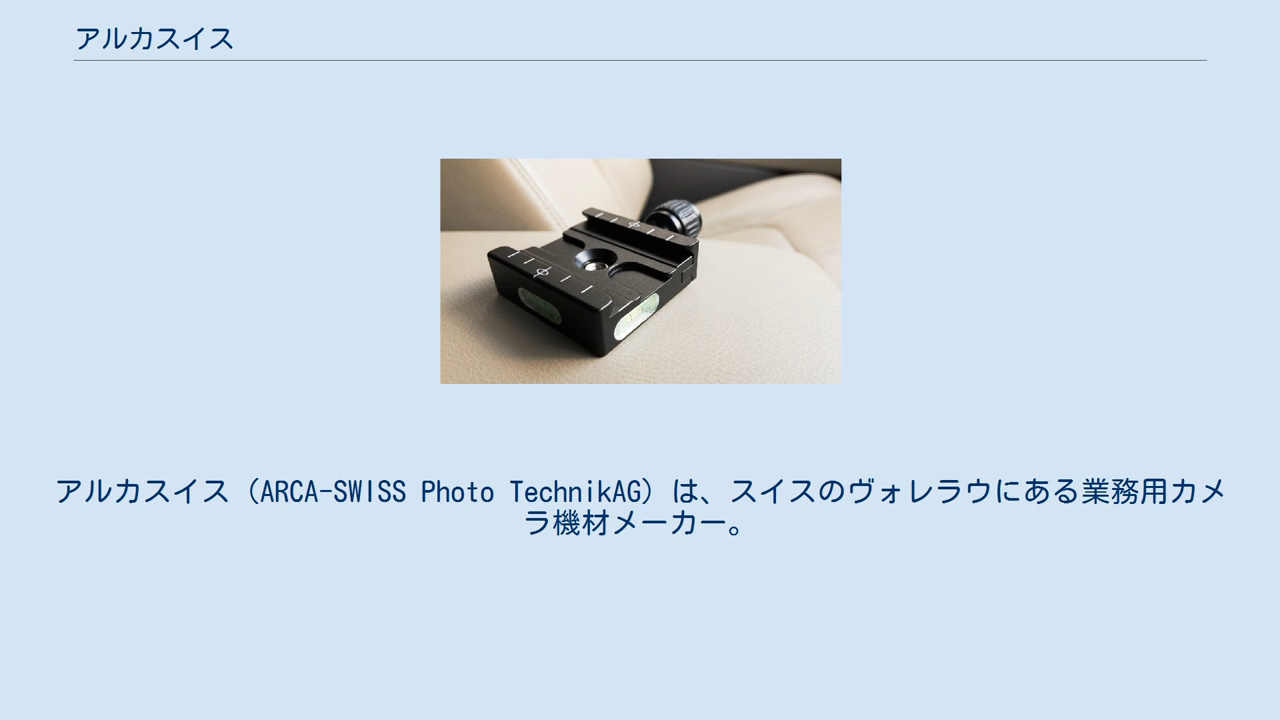 アルカスイス
アルカスイス（ARCA-SWISS Photo TechnikAG）は、スイスのヴォレラウにある業務用カメ
ラ機材メーカー。